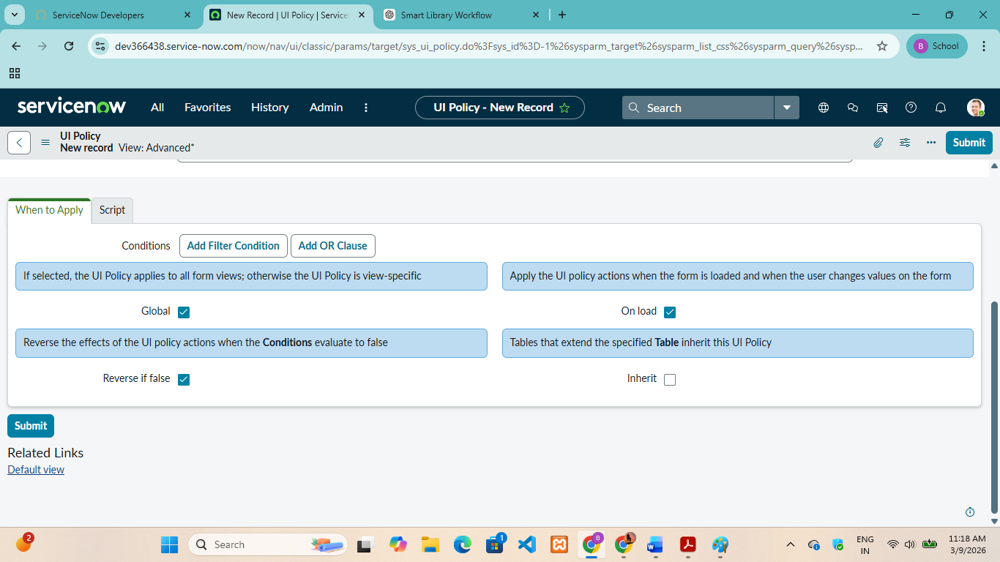 ServiceNow Developers
New Record | UI Policy | Service
Smart Library Workflow
dev366438.service-now.com/now/nav/ui/classic/params/target/sys_ui_policy.do%3Fsys_id%3D-1%26sysparm_target%26sysparm_list_css%26sysparm_query%26sysp...
B School
servicenow All Favorites History Admin UI Policy - New Record Search
UI Policy
New record View: Advanced*
Submit
When to Apply Script
Conditions Add Filter Condition Add OR Clause
If selected, the UI Policy applies to all form views; otherwise the UI Policy is view-specific
Apply the UI policy actions when the form is loaded and when the user changes values on the form
Global
On load
Reverse the effects of the UI policy actions when the Conditions evaluate to false
Tables that extend the specified Table inherit this UI Policy
Reverse if false
Inherit
Submit
Related Links
Default view
2
Search
1
B
ENG
IN
11:18 AM
3/9/2026